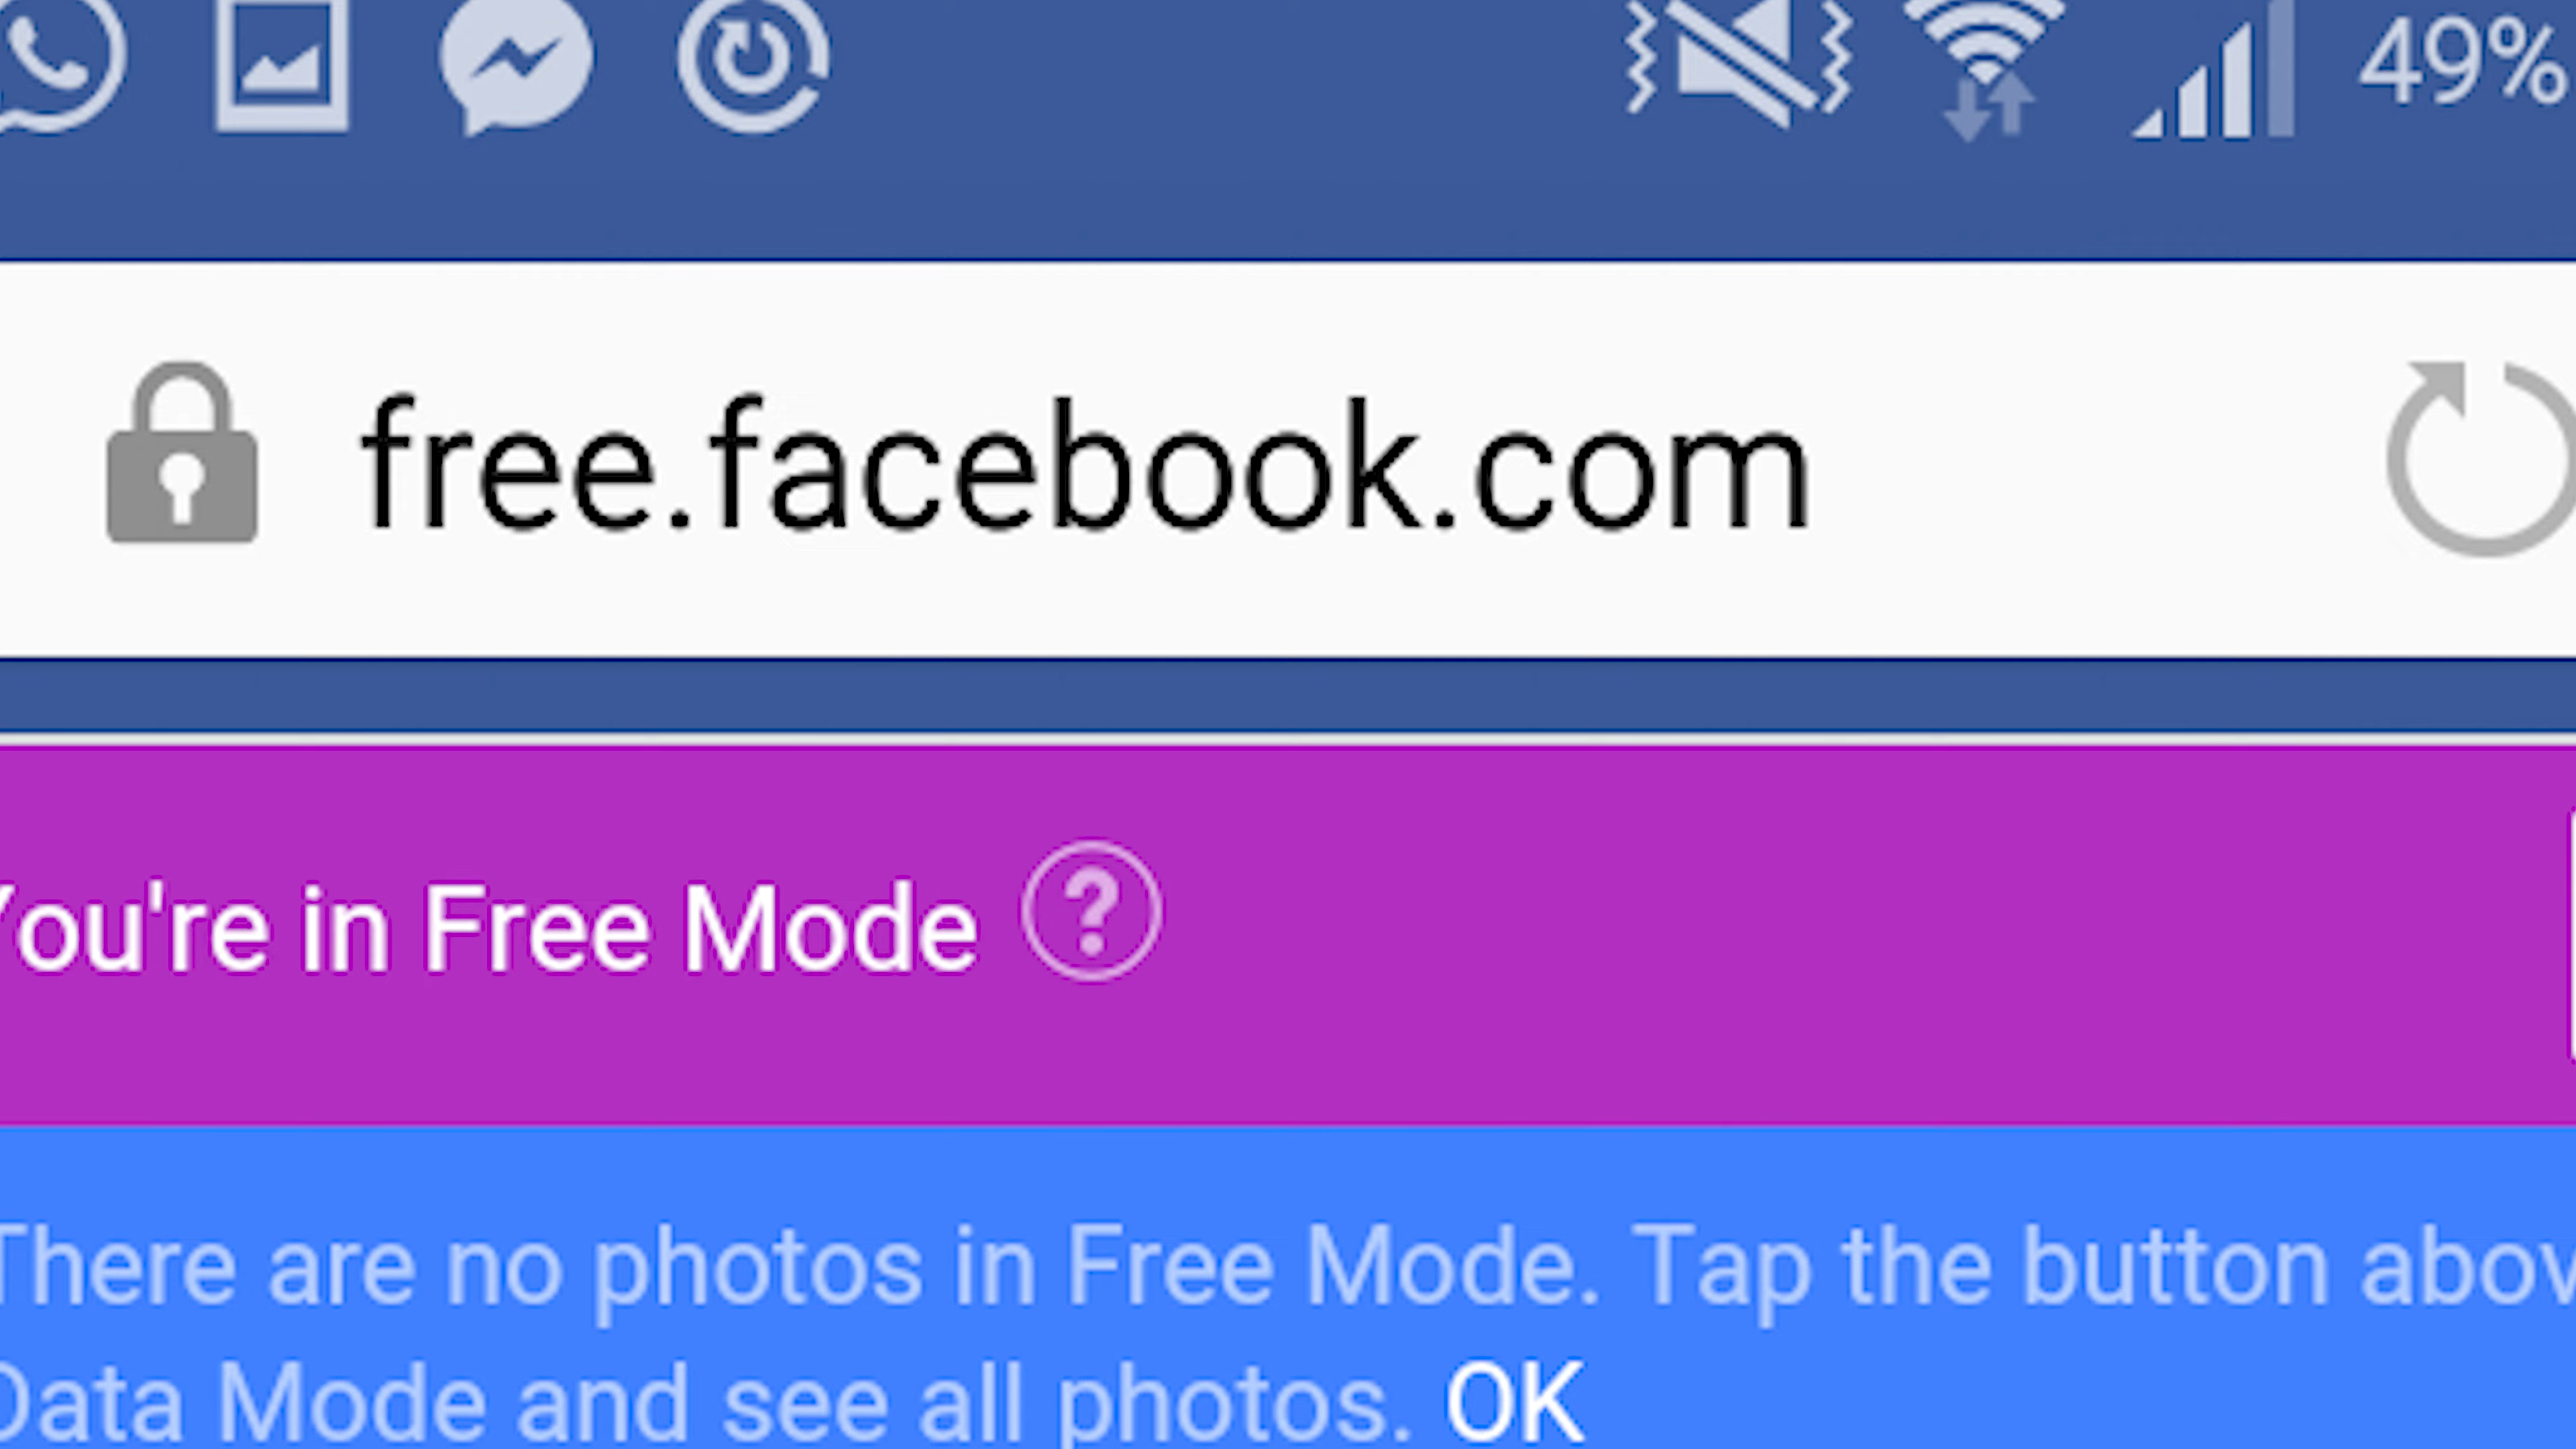 49%
free.facebook.com
You're in Free Mode
There are no photos in Free Mode. Tap the button abov
Data Mode and see all photos. OK